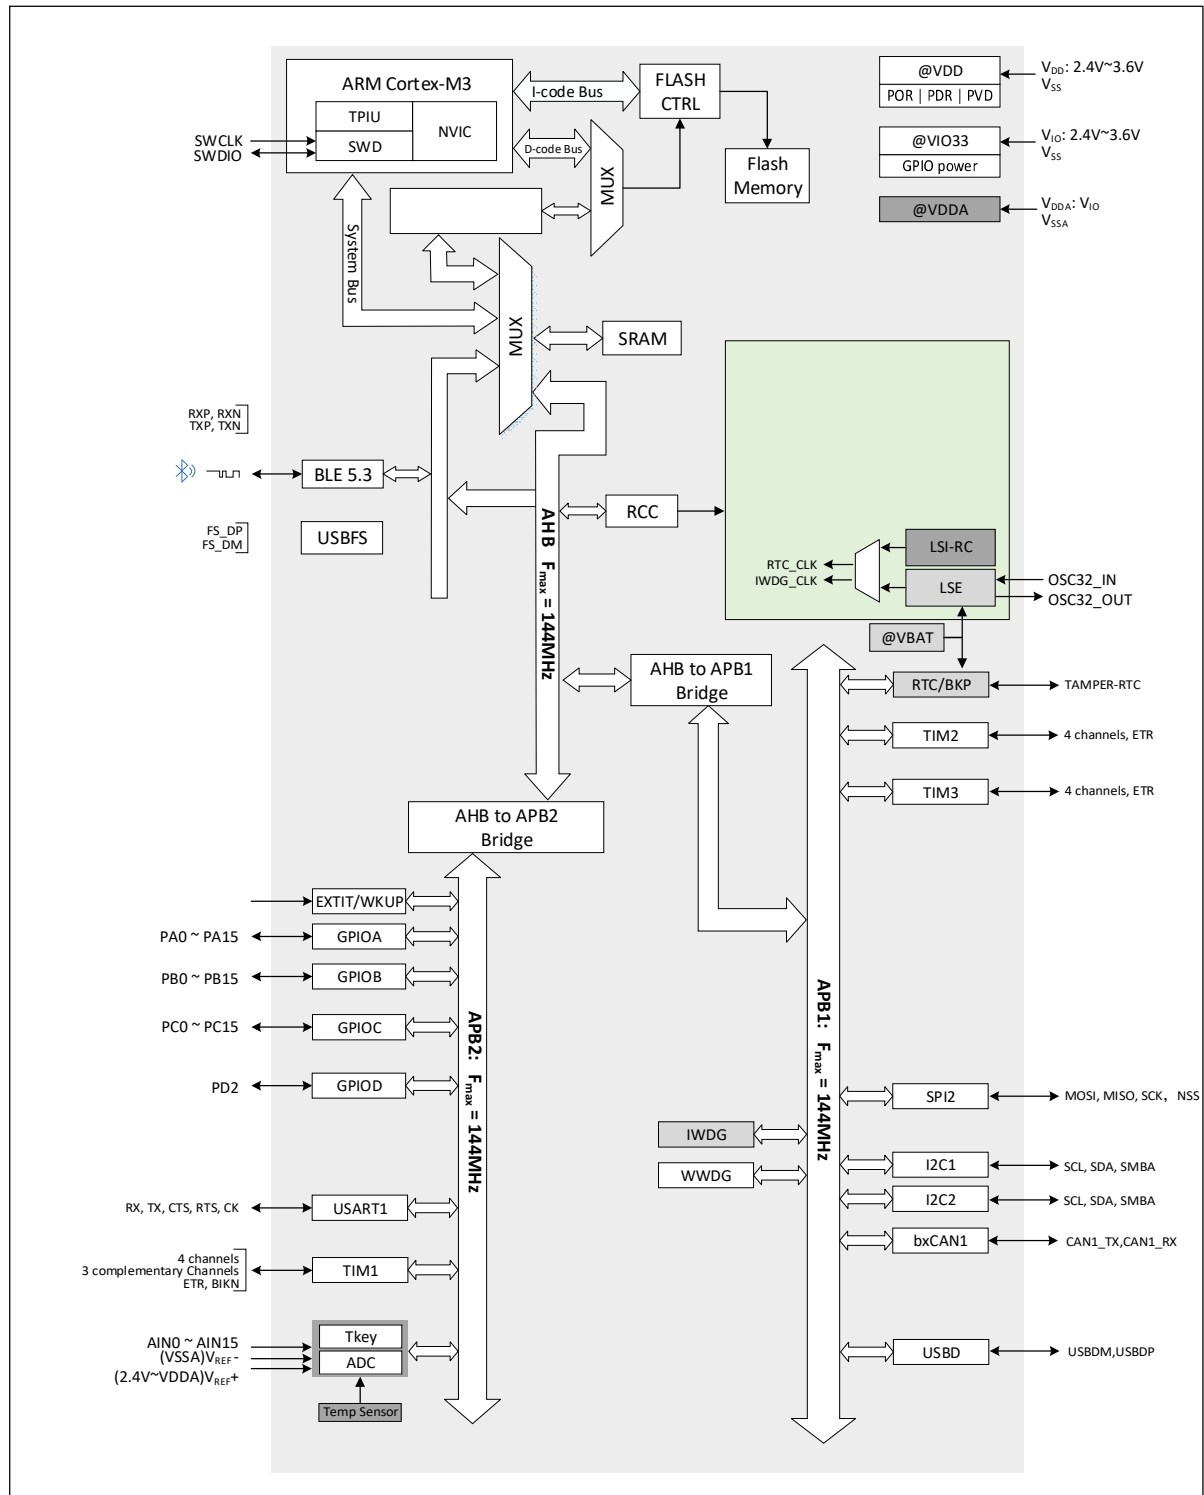 ARM Cortex-M3
TPIU
SWD
NVIC
SWCLK
SWDIO
I-code Bus
D-code Bus
FLASH
CTRL
Flash
Memory
MUX
System Bus
MUX
SRAM
@VDD
POR | PDR | PVD
VDD: 2.4V~3.6V
VSS
@VIO33
GPIO power
VIO: 2.4V~3.6V
VSS
@VDDA
VDDA: VIO
VSSA
RXP, RXN
TXP, TXN
BLE 5.3
FS_DP
FS_DM
USBFS
RCC
AHB Fmax = 144MHz
LSI-RC
LSE
RTC_CLK
IWDG_CLK
OSC32_IN
OSC32_OUT
@VBAT
AHB to APB1
Bridge
RTC/BKP
TAMPER-RTC
TIM2
4 channels, ETR
TIM3
4 channels, ETR
AHB to APB2
Bridge
EXTIT/WKUP
PA0 ~ PA15
GPIOA
PB0 ~ PB15
GPIOB
PC0 ~ PC15
GPIOC
PD2
GPIOD
APB2: Fmax = 144MHz
APB1: Fmax = 144MHz
SPI2
MOSI, MISO, SCK, NSS
IWDG
WWDG
I2C1
SCL, SDA, SMBA
I2C2
SCL, SDA, SMBA
RX, TX, CTS, RTS, CK
USART1
bxCAN1
CAN1_TX,CAN1_RX
4 channels
3 complementary Channels
ETR, BIKN
TIM1
AIN0 ~ AIN15
(VSSA)VREF-
(2.4V~VDDA)VREF+
Tkey
ADC
Temp Sensor
USBD
USBDM,USBDP